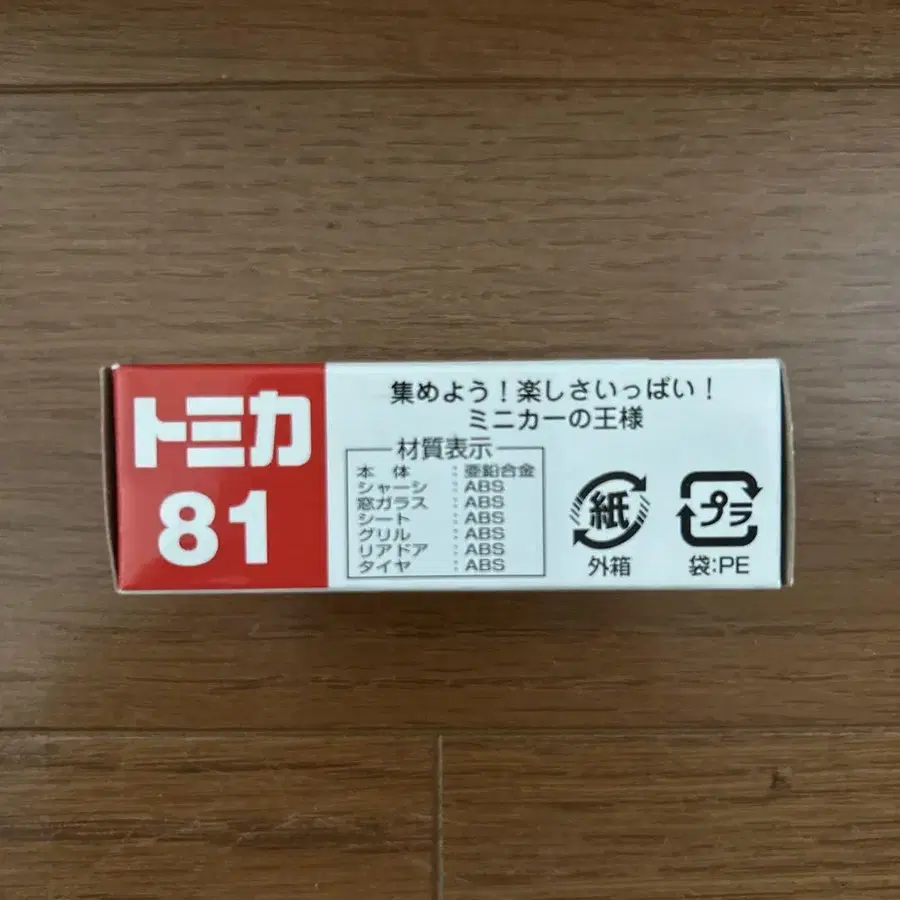 トミカ
81
集めよう！楽しさいっぱい！
ミニカーの王様
材質表示
本体：亜鉛合金
シャーシ：ABS
窓ガラス：ABS
シート：ABS
グリル：ABS
リアドア：ABS
タイヤ：ABS
紙
外箱
プラ
袋：PE